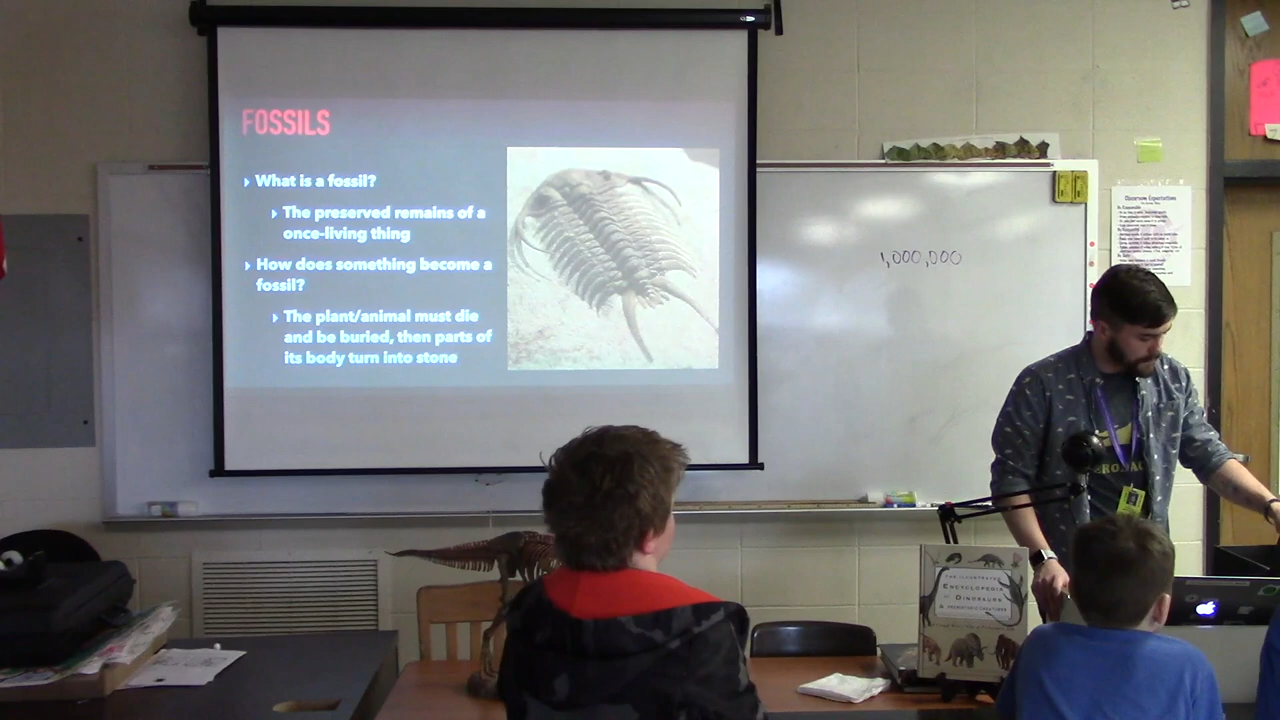 FOSSILS
What is a fossil?
The preserved remains of a
once-living thing
How does something become a
fossil?
The plant/animal must die
and be buried, then parts of
its body turn into stone
1,000,000
Classroom Expectations
THE ILLUSTRATED
ENCYCLOPEDIA
OF DINOSAURS
& PREHISTORIC CREATURES